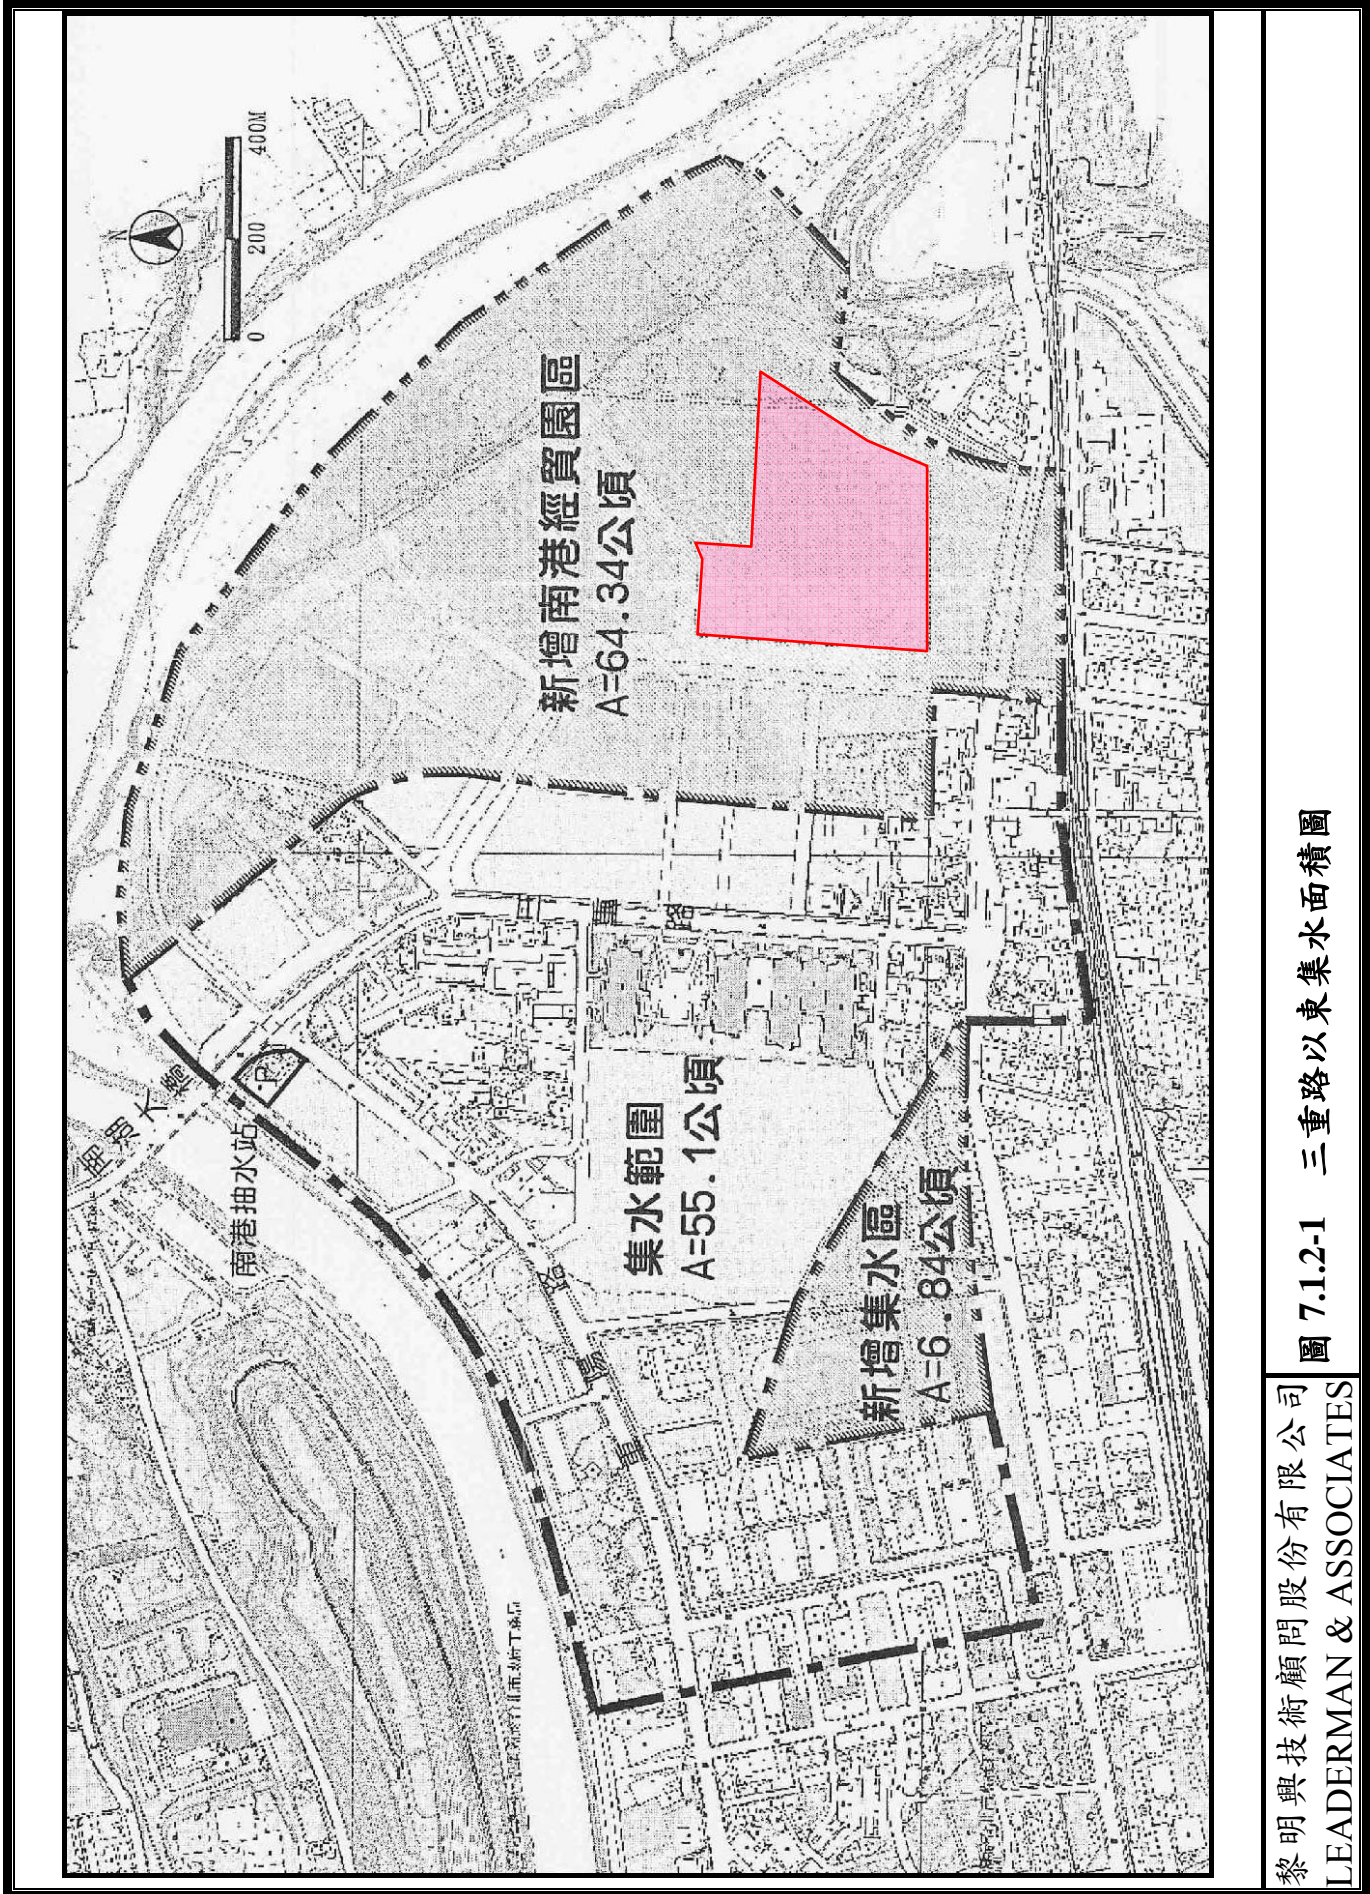 0 200 400M
南湖大橋
南港抽水站
P
新增南港經貿園區
A=64.34公頃
三重路
集水範圍
A=55.1公頃
重陽路
新增集水區
A=6.84公頃
黎明興技術顧問股份有限公司
LEADERMAN & ASSOCIATES
圖 7.1.2-1 三重路以東集水面積圖